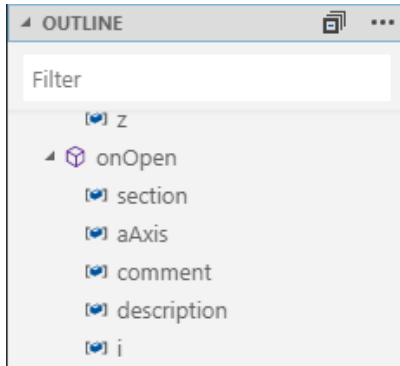 OUTLINE
Filter
z
onOpen
section
aAxis
comment
description
i